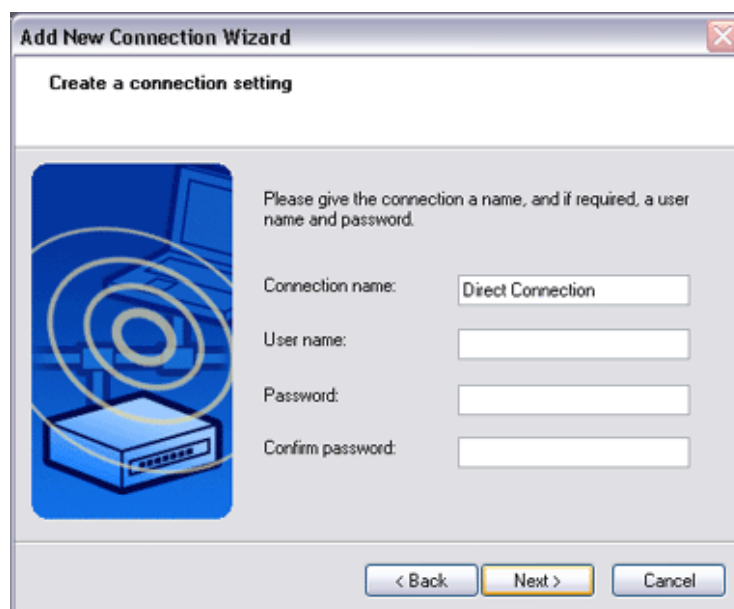 Add New Connection Wizard
Create a connection setting
Please give the connection a name, and if required, a user
name and password.
Connection name:
Direct Connection
User name:
Password:
Confirm password:
< Back
Next >
Cancel